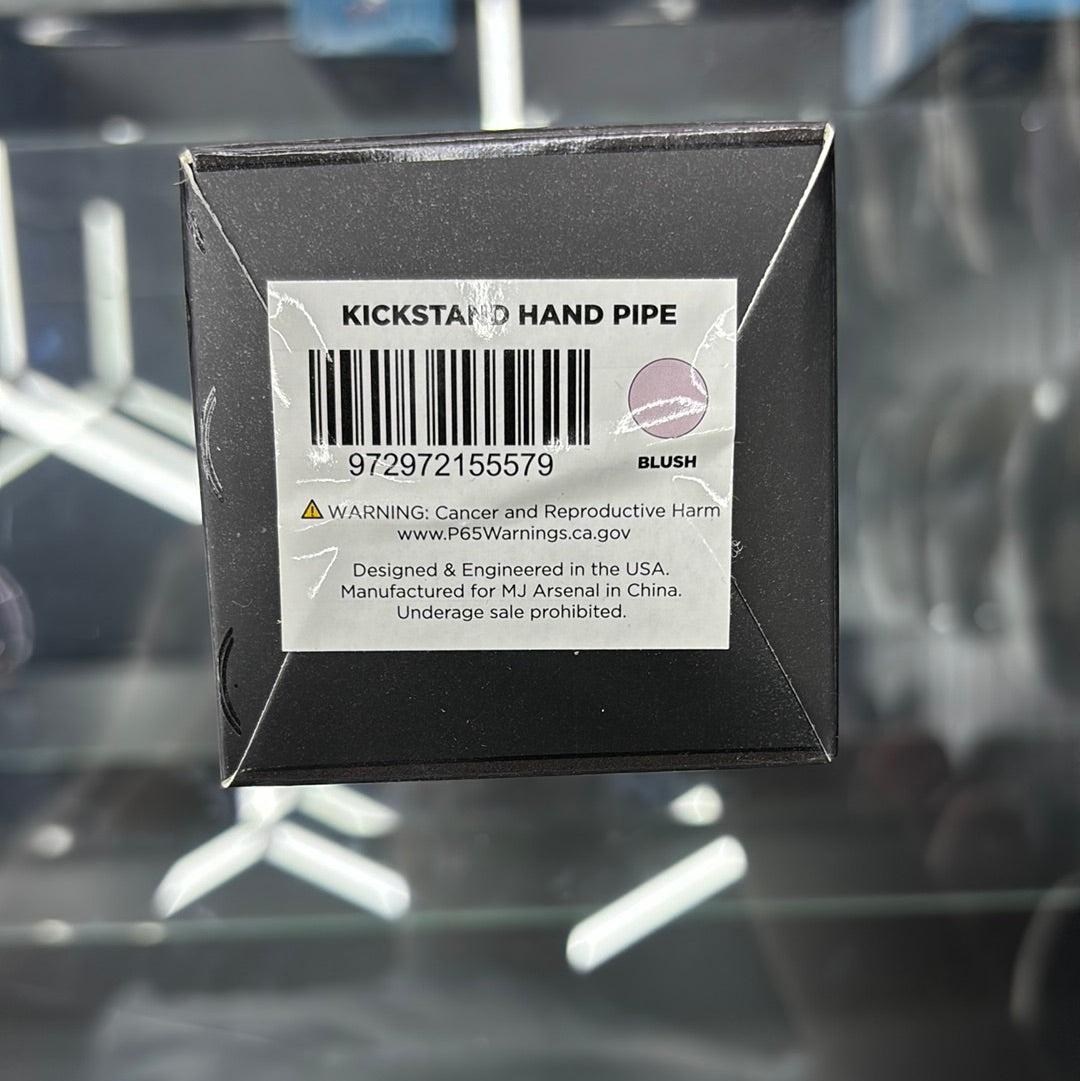 KICKSTAND HAND PIPE
972972155579
BLUSH
WARNING: Cancer and Reproductive Harm
www.P65Warnings.ca.gov
Designed & Engineered in the USA.
Manufactured for MJ Arsenal in China.
Underage sale prohibited.